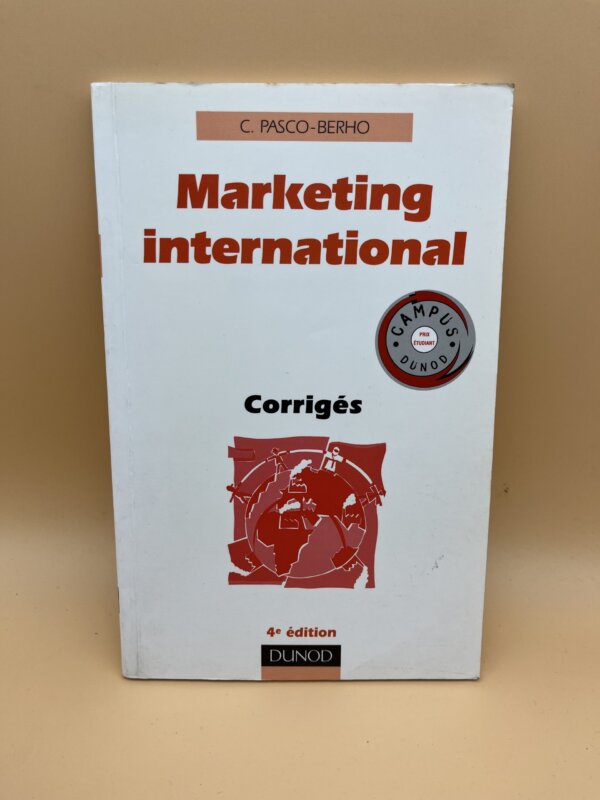 C. PASCO-BERHO
Marketing
international
CAMPUS
PRIX
ÉTUDIANT
DUNOD
Corrigés
4e édition
DUNOD